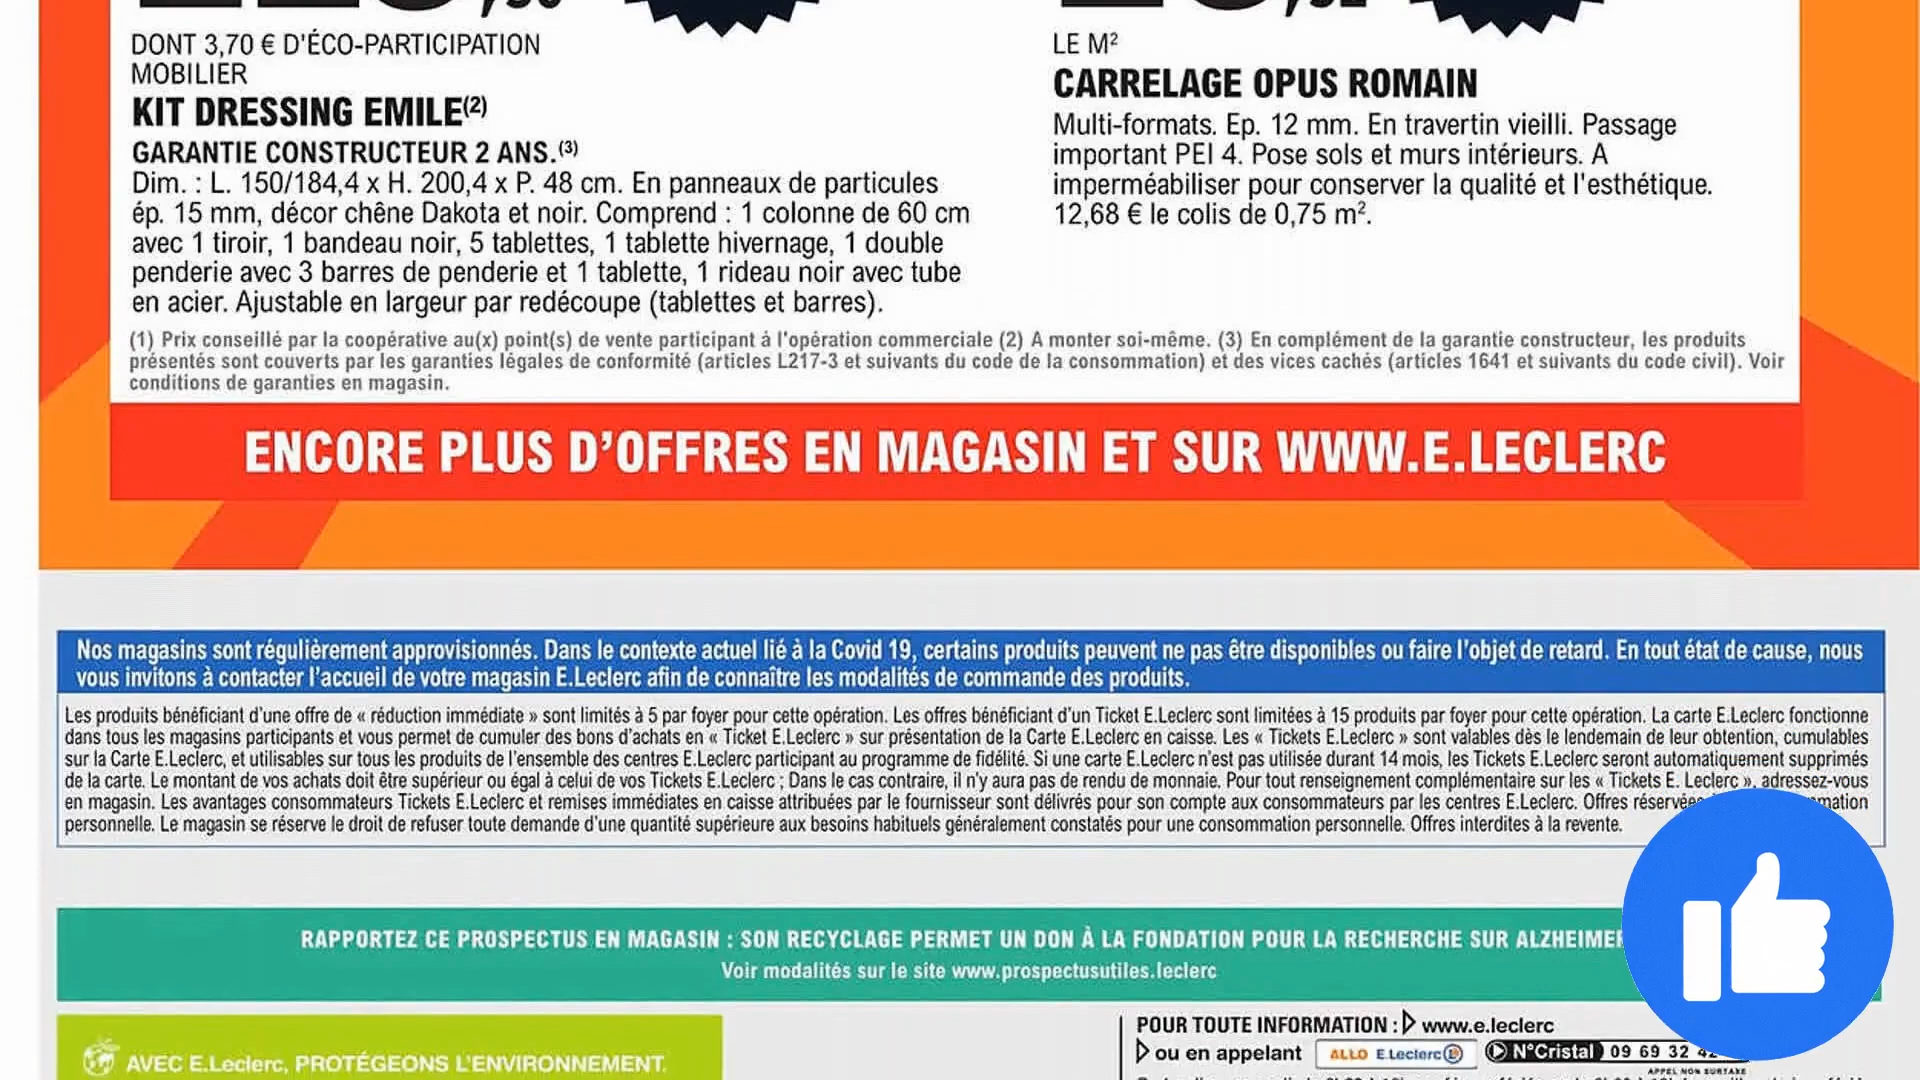 DONT 3,70 € D'ÉCO-PARTICIPATION
MOBILIER
KIT DRESSING EMILE(2)
GARANTIE CONSTRUCTEUR 2 ANS.(3)
Dim. : L. 150/184,4 x H. 200,4 x P. 48 cm. En panneaux de particules
ép. 15 mm, décor chêne Dakota et noir. Comprend : 1 colonne de 60 cm
avec 1 tiroir, 1 bandeau noir, 5 tablettes, 1 tablette hivernage, 1 double
penderie avec 3 barres de penderie et 1 tablette, 1 rideau noir avec tube
en acier. Ajustable en largeur par redécoupe (tablettes et barres).
LE M²
CARRELAGE OPUS ROMAIN
Multi-formats. Ep. 12 mm. En travertin vieilli. Passage
important PEI 4. Pose sols et murs intérieurs. A
imperméabiliser pour conserver la qualité et l'esthétique.
12,68 € le colis de 0,75 m².
(1) Prix conseillé par la coopérative au(x) point(s) de vente participant à l'opération commerciale (2) A monter soi-même. (3) En complément de la garantie constructeur, les produits
présentés sont couverts par les garanties légales de conformité (articles L217-3 et suivants du code de la consommation) et des vices cachés (articles 1641 et suivants du code civil). Voir
conditions de garanties en magasin.
ENCORE PLUS D'OFFRES EN MAGASIN ET SUR WWW.E.LECLERC
Nos magasins sont régulièrement approvisionnés. Dans le contexte actuel lié à la Covid 19, certains produits peuvent ne pas être disponibles ou faire l'objet de retard. En tout état de cause, nous
vous invitons à contacter l'accueil de votre magasin E.Leclerc afin de connaître les modalités de commande des produits.
Les produits bénéficiant d'une offre de « réduction immédiate » sont limités à 5 par foyer pour cette opération. Les offres bénéficiant d'un Ticket E.Leclerc sont limitées à 15 produits par foyer pour cette opération. La carte E.Leclerc fonctionne
dans tous les magasins participants et vous permet de cumuler des bons d'achats en « Ticket E.Leclerc » sur présentation de la Carte E.Leclerc en caisse. Les « Tickets E.Leclerc » sont valables dès le lendemain de leur obtention, cumulables
sur la Carte E.Leclerc, et utilisables sur tous les produits de l'ensemble des centres E.Leclerc participant au programme de fidélité. Si une carte E.Leclerc n'est pas utilisée durant 14 mois, les Tickets E.Leclerc seront automatiquement supprimés
de la carte. Le montant de vos achats doit être supérieur ou égal à celui de vos Tickets E.Leclerc ; Dans le cas contraire, il n'y aura pas de rendu de monnaie. Pour tout renseignement complémentaire sur les « Tickets E. Leclerc », adressez-vous
en magasin. Les avantages consommateurs Tickets E.Leclerc et remises immédiates en caisse attribuées par le fournisseur sont délivrés pour son compte aux consommateurs par les centres E.Leclerc. Offres réservées
personnelle. Le magasin se réserve le droit de refuser toute demande d'une quantité supérieure aux besoins habituels généralement constatés pour une consommation personnelle. Offres interdites à la revente.
RAPPORTEZ CE PROSPECTUS EN MAGASIN : SON RECYCLAGE PERMET UN DON À LA FONDATION POUR LA RECHERCHE SUR ALZHEIMER
Voir modalités sur le site www.prospectusutiles.leclerc
AVEC E.Leclerc, PROTÉGEONS L'ENVIRONNEMENT.
POUR TOUTE INFORMATION : www.e.leclerc
ou en appelant ALLO E.Leclerc N°Cristal 09 69 32 42
APPEL NON SURTAXÉ